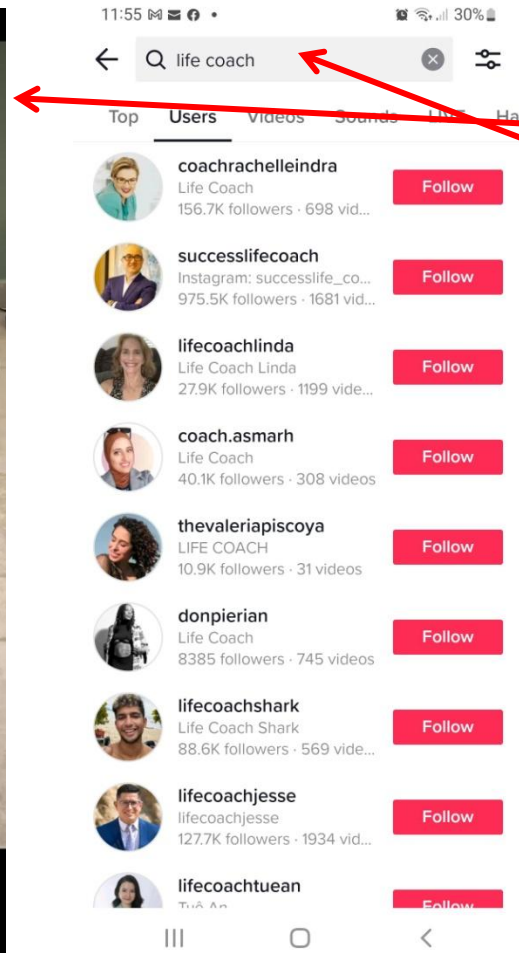 11:55 30%
life coach
Top Users Videos Sounds LIVE Ha
coachrachelleindra
Life Coach
156.7K followers · 698 vid...
Follow
successlifecoach
Instagram: successlife_co...
975.5K followers · 1681 vid...
Follow
lifecoachlinda
Life Coach Linda
27.9K followers · 1199 vide...
Follow
coach.asmarh
Life Coach
40.1K followers · 308 videos
Follow
thevaleriapiscoya
LIFE COACH
10.9K followers · 31 videos
Follow
donpierian
Life Coach
8385 followers · 745 videos
Follow
lifecoachshark
Life Coach Shark
88.6K followers · 569 vide...
Follow
lifecoachjesse
lifecoachjesse
127.7K followers · 1934 vid...
Follow
lifecoachtuean
Tuệ An
Follow